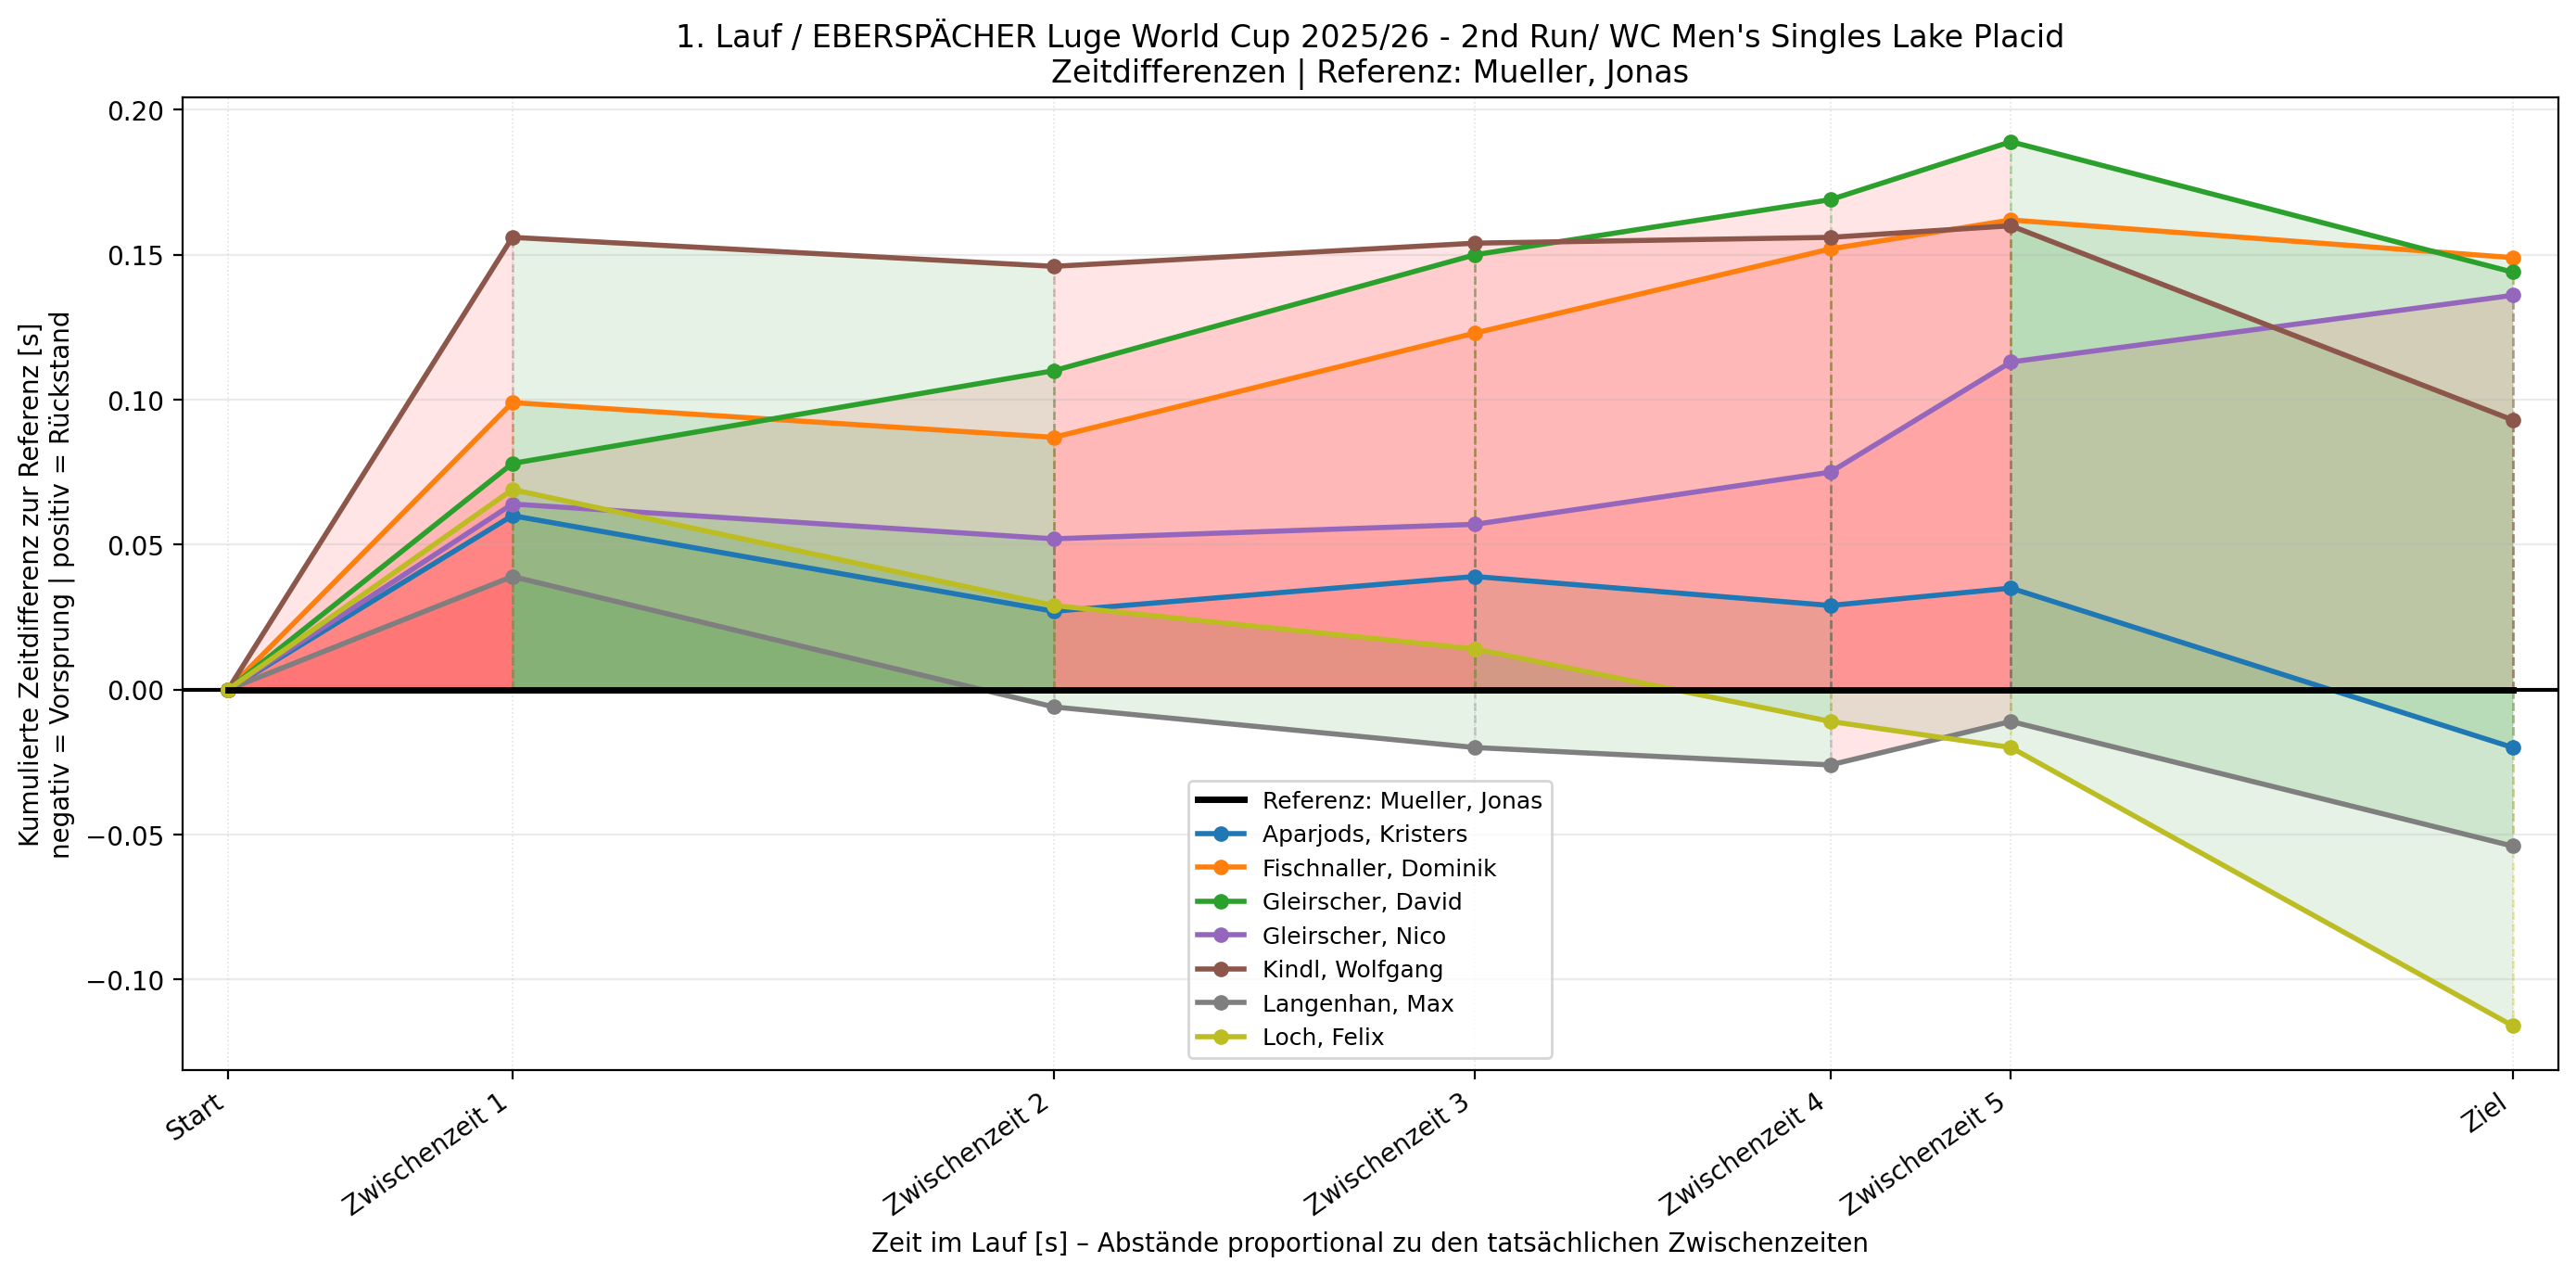 1. Lauf / EBERSPÄCHER Luge World Cup 2025/26 - 2nd Run/ WC Men's Singles Lake Placid
Zeitdifferenzen | Referenz: Mueller, Jonas
Kumulierte Zeitdifferenz zur Referenz [s]
negativ = Vorsprung | positiv = Rückstand
0.20
0.15
0.10
0.05
0.00
−0.05
−0.10
Referenz: Mueller, Jonas
Aparjods, Kristers
Fischnaller, Dominik
Gleirscher, David
Gleirscher, Nico
Kindl, Wolfgang
Langenhan, Max
Loch, Felix
Start
Zwischenzeit 1
Zwischenzeit 2
Zwischenzeit 3
Zwischenzeit 4
Zwischenzeit 5
Ziel
Zeit im Lauf [s] – Abstände proportional zu den tatsächlichen Zwischenzeiten